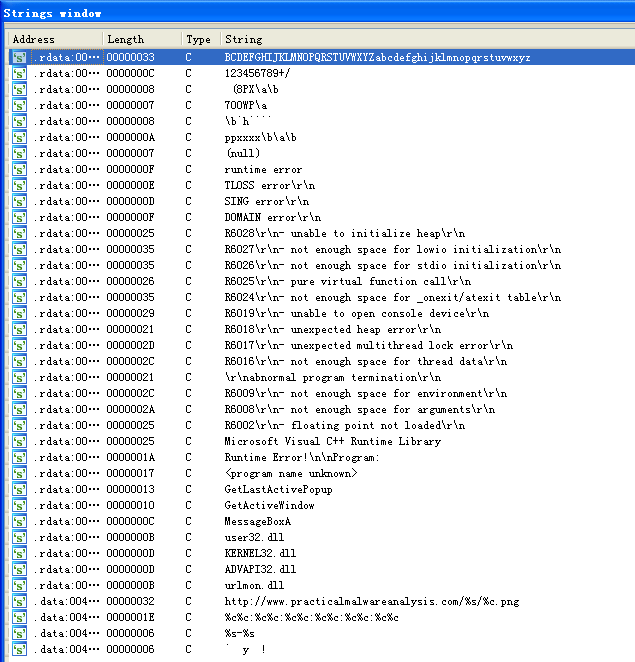 Strings window
Address Length Type String
.rdata:00··· 00000033 C BCDEFGHIJKLMNOPQRSTUVWXYZabcdefghijklmnopqrstuvwxyz
.rdata:00··· 0000000C C 123456789+/
.rdata:00··· 00000008 C (8PX\a\b
.rdata:00··· 00000007 C 700WP\a
.rdata:00··· 00000008 C \b`h````
.rdata:00··· 0000000A C ppxxxx\b\a\b
.rdata:00··· 00000007 C (null)
.rdata:00··· 0000000F C runtime error
.rdata:00··· 0000000E C TLOSS error\r\n
.rdata:00··· 0000000D C SING error\r\n
.rdata:00··· 0000000F C DOMAIN error\r\n
.rdata:00··· 00000025 C R6028\r\n- unable to initialize heap\r\n
.rdata:00··· 00000035 C R6027\r\n- not enough space for lowio initialization\r\n
.rdata:00··· 00000035 C R6026\r\n- not enough space for stdio initialization\r\n
.rdata:00··· 00000026 C R6025\r\n- pure virtual function call\r\n
.rdata:00··· 00000035 C R6024\r\n- not enough space for _onexit/atexit table\r\n
.rdata:00··· 00000029 C R6019\r\n- unable to open console device\r\n
.rdata:00··· 00000021 C R6018\r\n- unexpected heap error\r\n
.rdata:00··· 0000002D C R6017\r\n- unexpected multithread lock error\r\n
.rdata:00··· 0000002C C R6016\r\n- not enough space for thread data\r\n
.rdata:00··· 00000021 C \r\nabnormal program termination\r\n
.rdata:00··· 0000002C C R6009\r\n- not enough space for environment\r\n
.rdata:00··· 0000002A C R6008\r\n- not enough space for arguments\r\n
.rdata:00··· 00000025 C R6002\r\n- floating point not loaded\r\n
.rdata:00··· 00000025 C Microsoft Visual C++ Runtime Library
.rdata:00··· 0000001A C Runtime Error!\n\nProgram:
.rdata:00··· 00000017 C <program name unknown>
.rdata:00··· 00000013 C GetLastActivePopup
.rdata:00··· 00000010 C GetActiveWindow
.rdata:00··· 0000000C C MessageBoxA
.rdata:00··· 0000000B C user32.dll
.rdata:00··· 0000000D C KERNEL32.dll
.rdata:00··· 0000000D C ADVAPI32.dll
.rdata:00··· 0000000B C urlmon.dll
.data:004··· 00000032 C http://www.practicalmalwareanalysis.com/%s/%c.png
.data:004··· 0000001E C %c%c:%c%c:%c%c:%c%c:%c%c:%c%c
.data:004··· 00000006 C %s-%s
.data:004··· 00000006 C ` y !